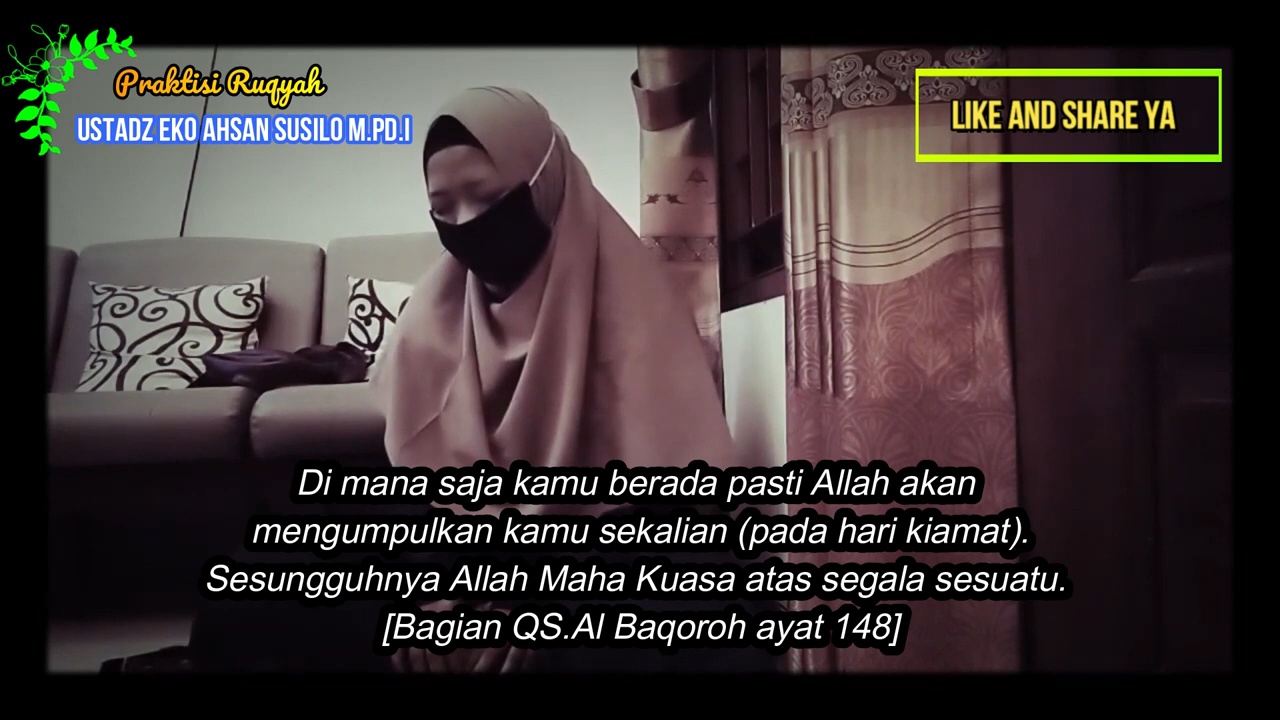 Praktisi Ruqyah
USTADZ EKO AHSAN SUSILO M.PD.I
LIKE AND SHARE YA
Di mana saja kamu berada pasti Allah akan
mengumpulkan kamu sekalian (pada hari kiamat).
Sesungguhnya Allah Maha Kuasa atas segala sesuatu.
[Bagian QS.Al Baqoroh ayat 148]